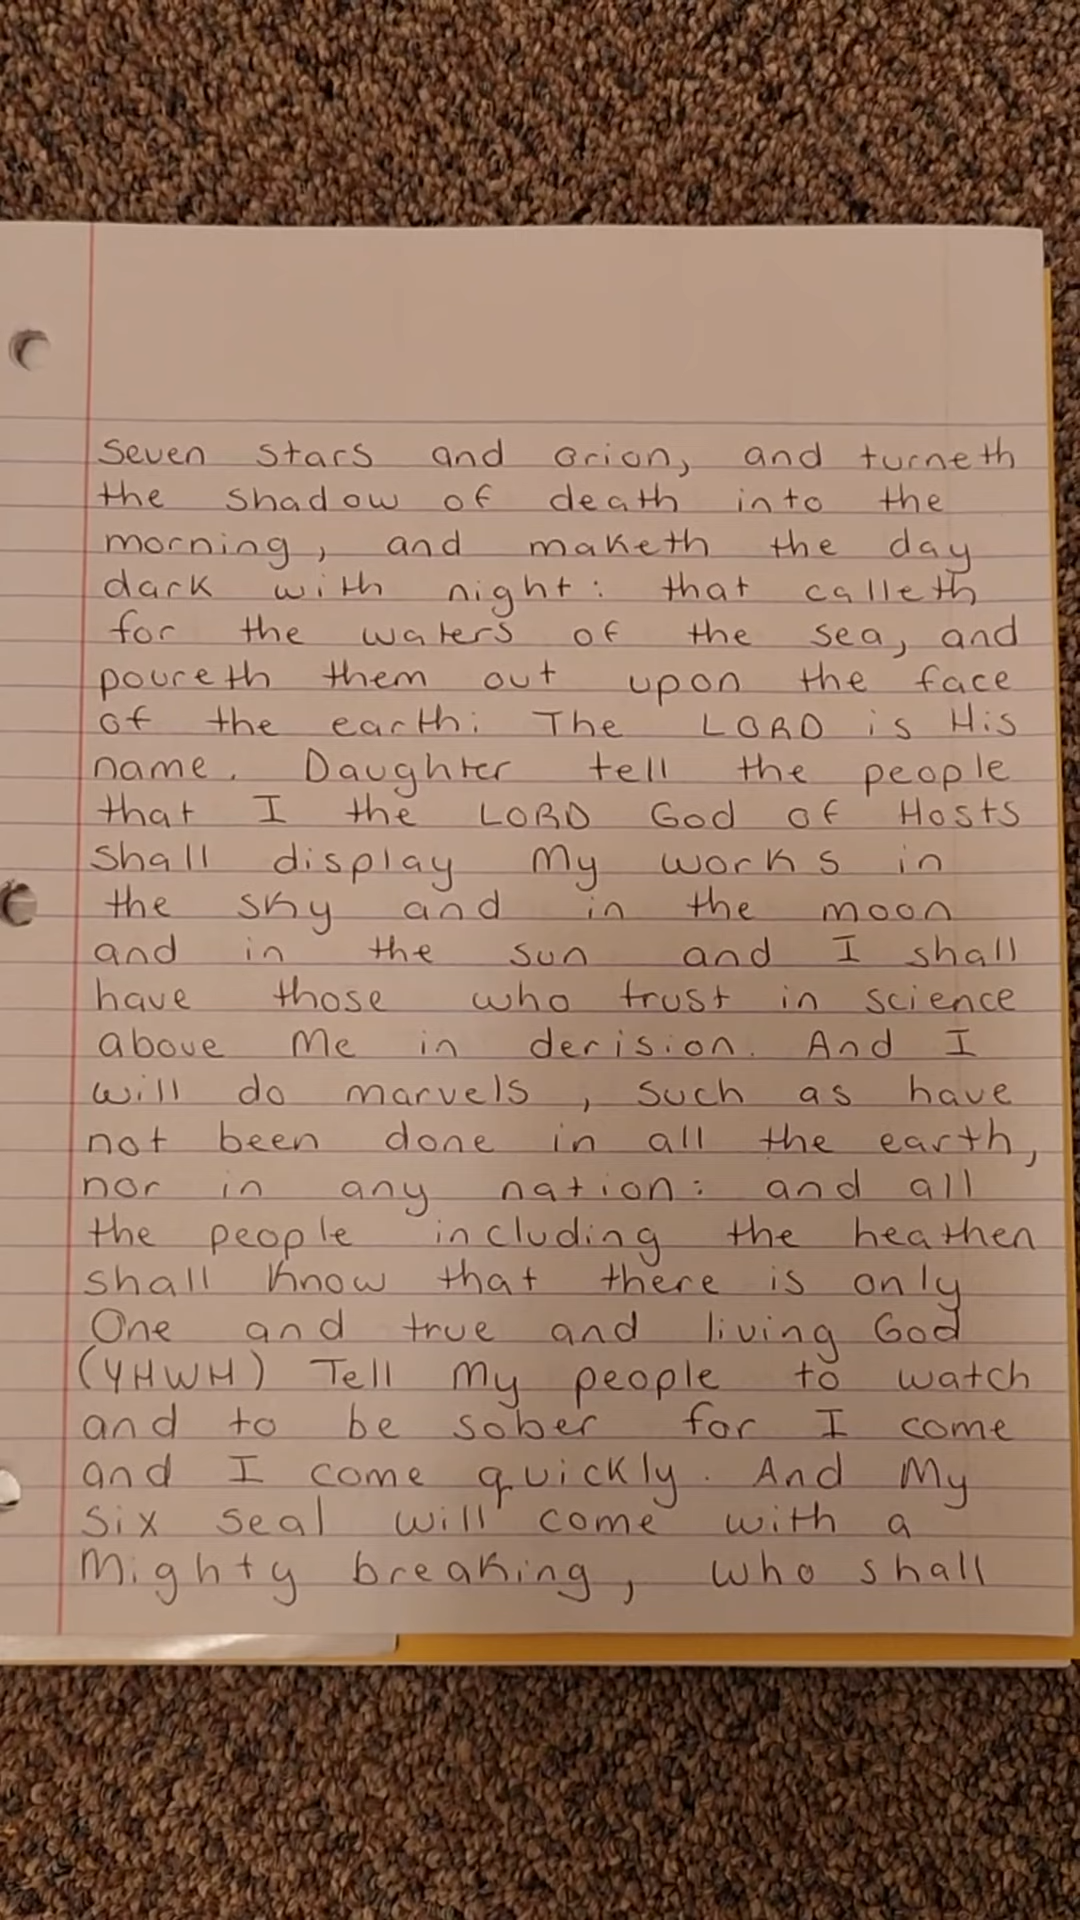 Seven stars and orion, and turneth
the shadow of death into the
morning, and maketh the day
dark with night: that calleth
for the waters of the sea, and
poureth them out upon the face
of the earth: The LORD is His
name. Daughter tell the people
that I the LORD God of Hosts
shall display My works in
the sky and in the moon
and in the sun and I shall
have those who trust in science
above Me in derision. And I
will do marvels, such as have
not been done in all the earth,
nor in any nation: and all
the people including the heathen
shall know that there is only
One and true and living God
(YHWH) Tell My people to watch
and to be sober for I come
and I come quickly. And My
six seal will come with a
Mighty breaking, who shall